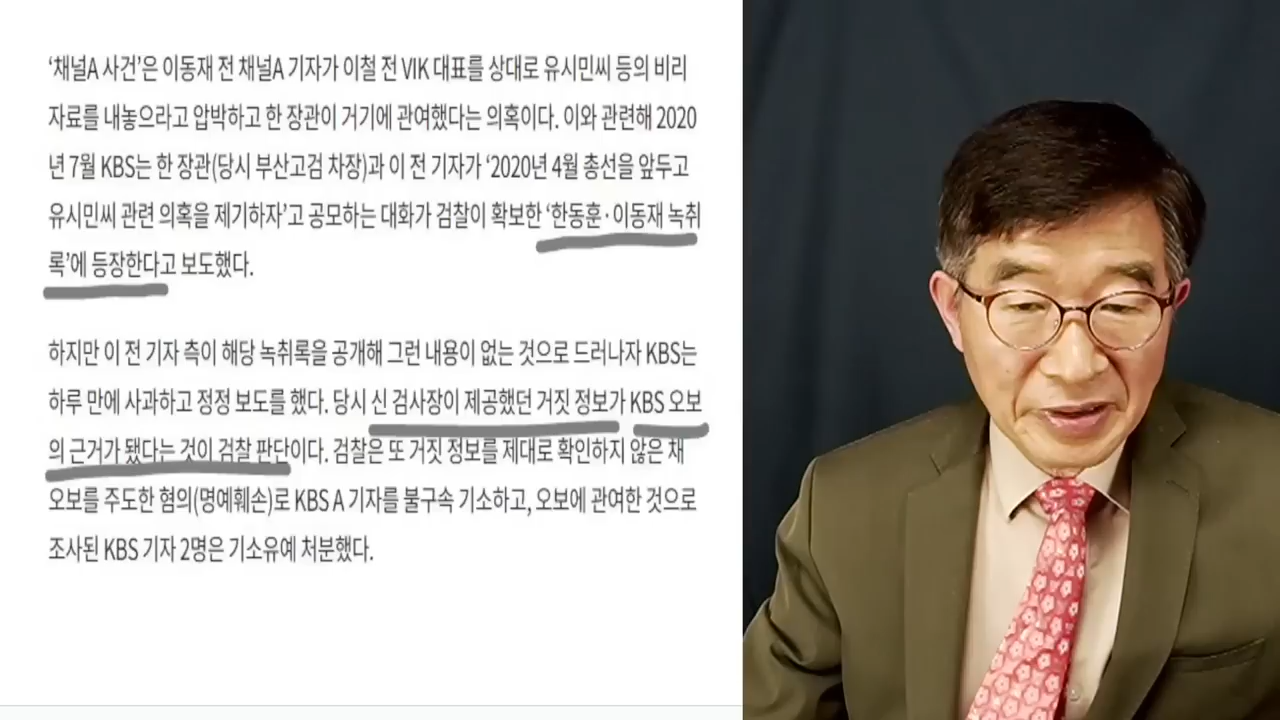 ‘채널A 사건’은 이동재 전 채널A 기자가 이철 전 VIK 대표를 상대로 유시민씨 등의 비리
자료를 내놓으라고 압박하고 한 장관이 거기에 관여했다는 의혹이다. 이와 관련해 2020
년 7월 KBS는 한 장관(당시 부산고검 차장)과 이 전 기자가 ‘2020년 4월 총선을 앞두고
유시민씨 관련 의혹을 제기하자’고 공모하는 대화가 검찰이 확보한 ‘한동훈·이동재 녹취
록’에 등장한다고 보도했다.
하지만 이 전 기자 측이 해당 녹취록을 공개해 그런 내용이 없는 것으로 드러나자 KBS는
하루 만에 사과하고 정정 보도를 했다. 당시 신 검사장이 제공했던 거짓 정보가 KBS 오보
의 근거가 됐다는 것이 검찰 판단이다. 검찰은 또 거짓 정보를 제대로 확인하지 않은 채
오보를 주도한 혐의(명예훼손)로 KBS A 기자를 불구속 기소하고, 오보에 관여한 것으로
조사된 KBS 기자 2명은 기소유예 처분했다.